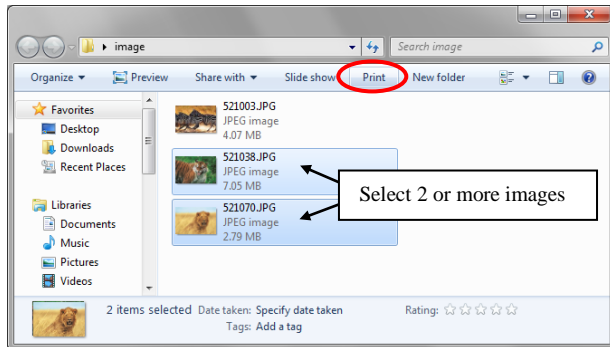 image
Search image
Organize Preview Share with Slide show Print New folder
Favorites
Desktop
Downloads
Recent Places
Libraries
Documents
Music
Pictures
Videos
521003.JPG
JPEG image
4.07 MB
521038.JPG
JPEG image
7.05 MB
521070.JPG
JPEG image
2.79 MB
Select 2 or more images
2 items selected Date taken: Specify date taken Rating:
Tags: Add a tag